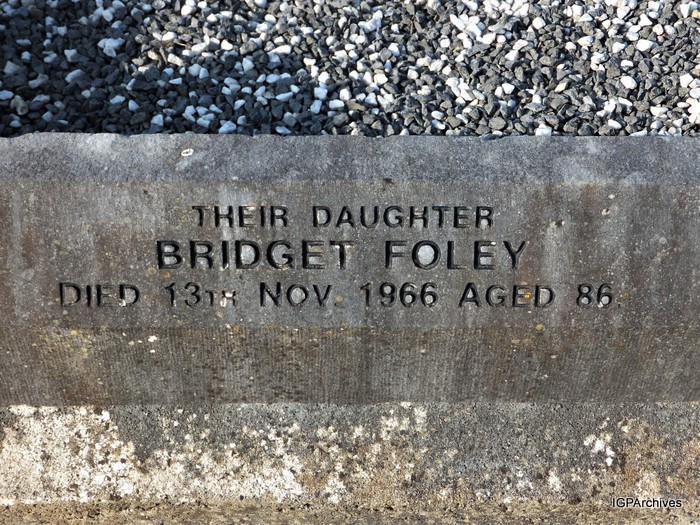 THEIR DAUGHTER
BRIDGET FOLEY
DIED 13TH NOV. 1966 AGED 86.
IGPArchives